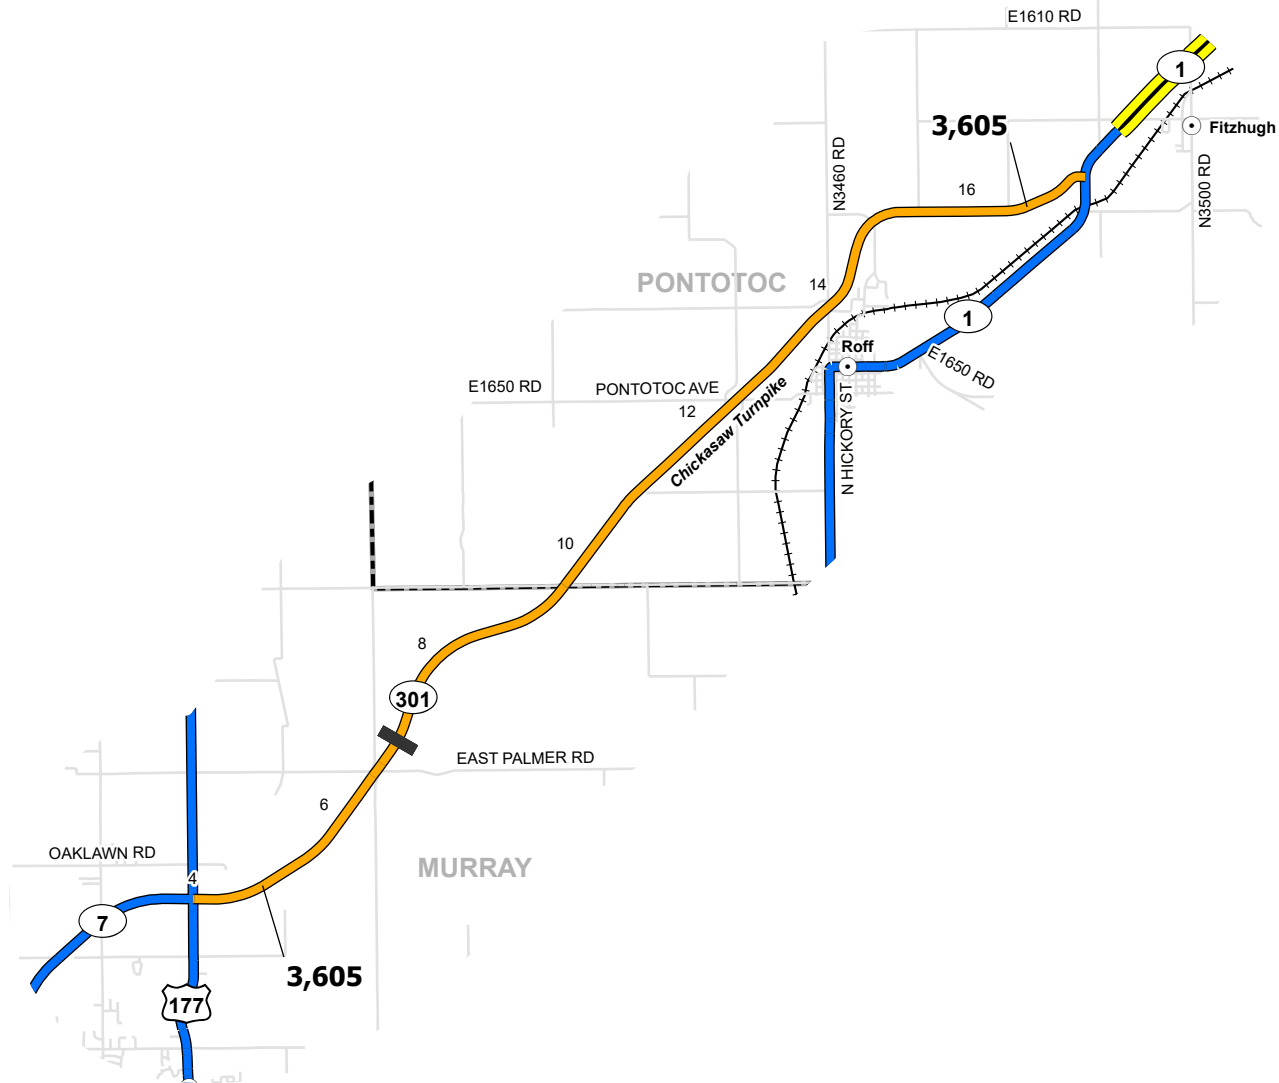 E1610 RD
1
3,605
Fitzhugh
N3460 RD
N3500 RD
16
PONTOTOC
14
1
Roff
E1650 RD
E1650 RD
PONTOTOC AVE
12
Chickasaw Turnpike
N HICKORY ST
10
8
301
EAST PALMER RD
6
OAKLAWN RD
MURRAY
4
7
3,605
177